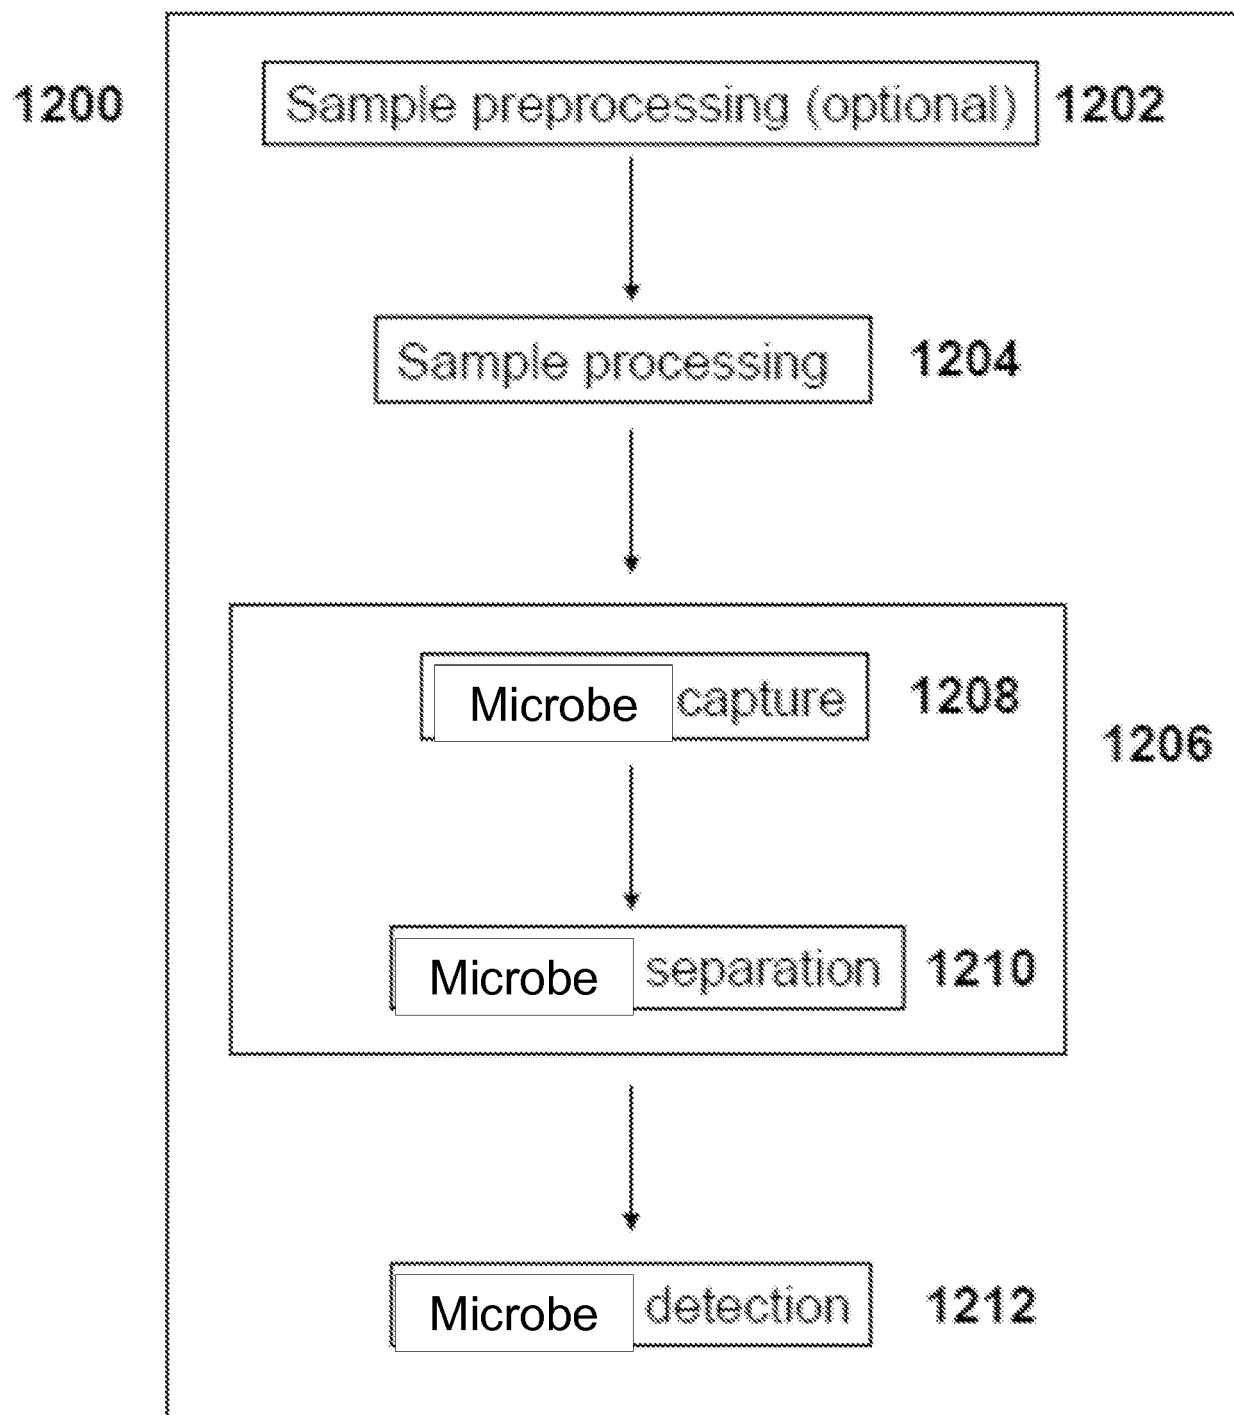 1200
Sample preprocessing (optional) 1202
Sample processing 1204
Microbe capture 1208
1206
Microbe separation 1210
Microbe detection 1212